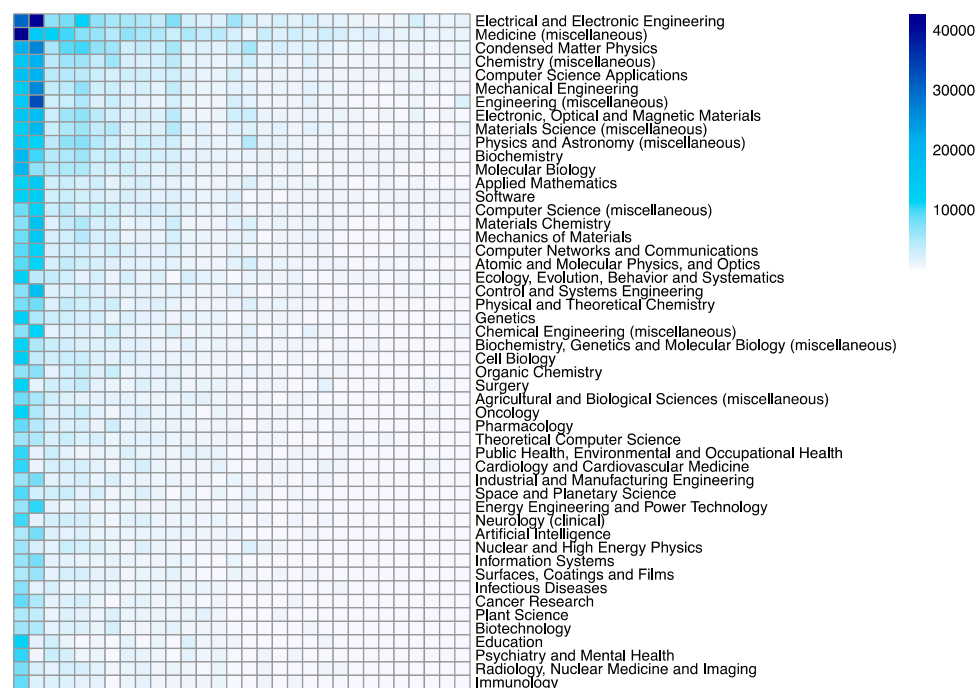 Electrical and Electronic Engineering
Medicine (miscellaneous)
Condensed Matter Physics
Chemistry (miscellaneous)
Computer Science Applications
Mechanical Engineering
Engineering (miscellaneous)
Electronic, Optical and Magnetic Materials
Materials Science (miscellaneous)
Physics and Astronomy (miscellaneous)
Biochemistry
Molecular Biology
Applied Mathematics
Software
Computer Science (miscellaneous)
Materials Chemistry
Mechanics of Materials
Computer Networks and Communications
Atomic and Molecular Physics, and Optics
Ecology, Evolution, Behavior and Systematics
Control and Systems Engineering
Physical and Theoretical Chemistry
Genetics
Chemical Engineering (miscellaneous)
Biochemistry, Genetics and Molecular Biology (miscellaneous)
Cell Biology
Organic Chemistry
Surgery
Agricultural and Biological Sciences (miscellaneous)
Oncology
Pharmacology
Theoretical Computer Science
Public Health, Environmental and Occupational Health
Cardiology and Cardiovascular Medicine
Industrial and Manufacturing Engineering
Space and Planetary Science
Energy Engineering and Power Technology
Neurology (clinical)
Artificial Intelligence
Nuclear and High Energy Physics
Information Systems
Surfaces, Coatings and Films
Infectious Diseases
Cancer Research
Plant Science
Biotechnology
Education
Psychiatry and Mental Health
Radiology, Nuclear Medicine and Imaging
Immunology
40000
30000
20000
10000